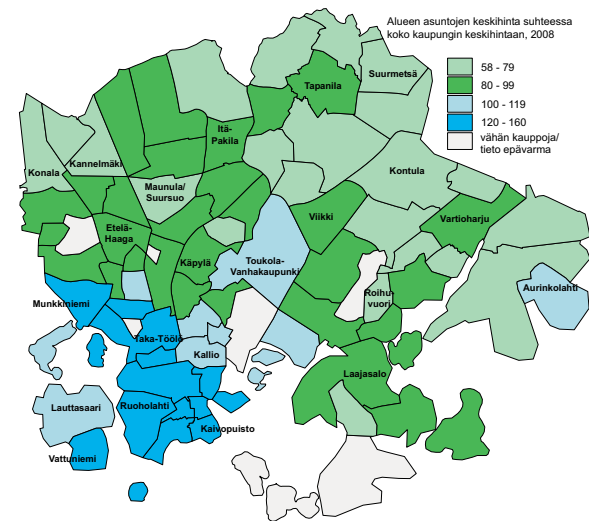 Alueen asuntojen keskihinta suhteessa
koko kaupungin keskihintaan, 2008
58 - 79
80 - 99
100 - 119
120 - 160
vähän kauppoja/
tieto epävarma
Suurmetsä
Tapanila
Itä-
Pakila
Kannelmäki
Konala
Kontula
Maunula/
Suursuo
Viikki
Vartioharju
Etelä-
Haaga
Käpylä
Toukola-
Vanhakaupunki
Aurinkolahti
Roihu-
vuori
Munkkiniemi
Taka-Töölö
Kallio
Laajasalo
Lauttasaari
Ruoholahti
Kaivopuisto
Vattuniemi